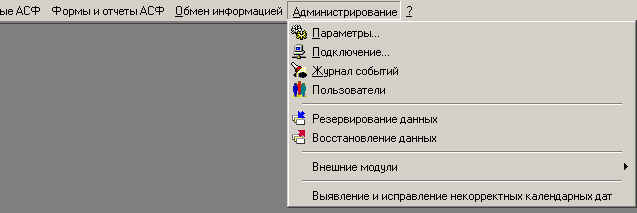 ые АСФ Формы и отчеты АСФ Обмен информацией Администрирование ?
Параметры...
Подключение...
Журнал событий
Пользователи
Резервирование данных
Восстановление данных
Внешние модули
Выявление и исправление некорректных календарных дат